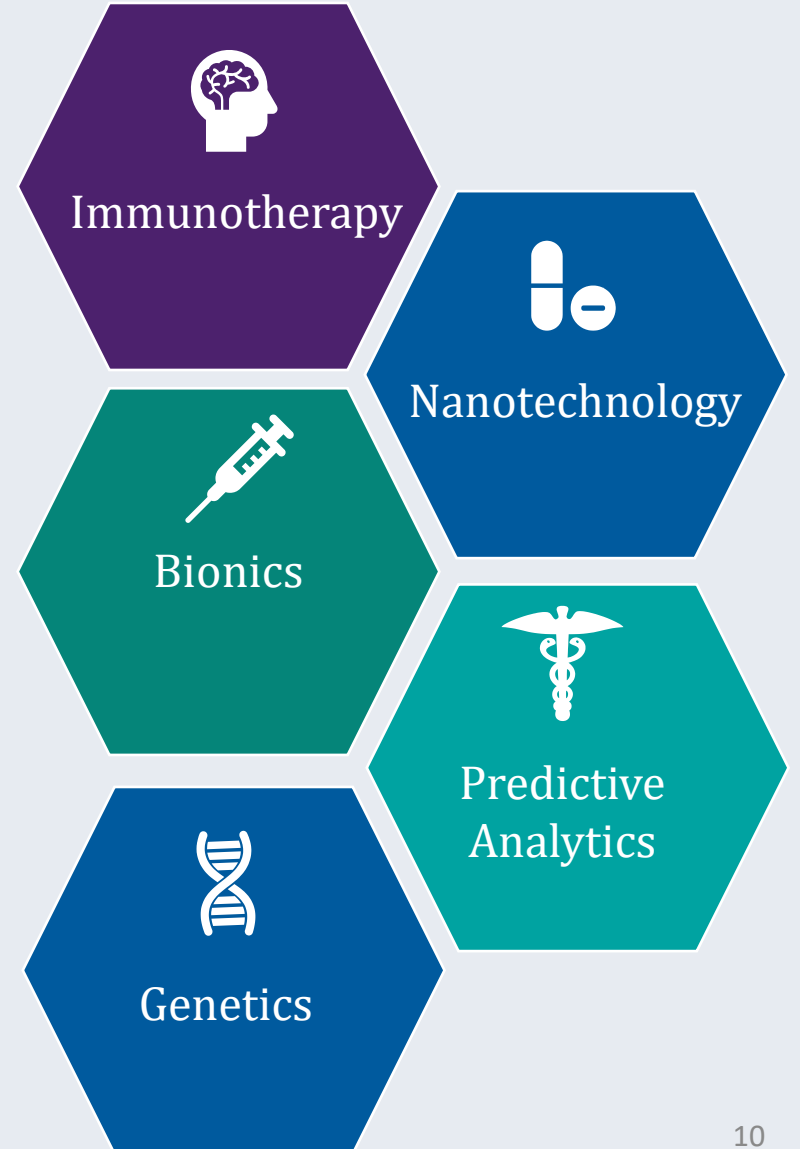 Immunotherapy
Nanotechnology
Bionics
Predictive
Analytics
Genetics
10